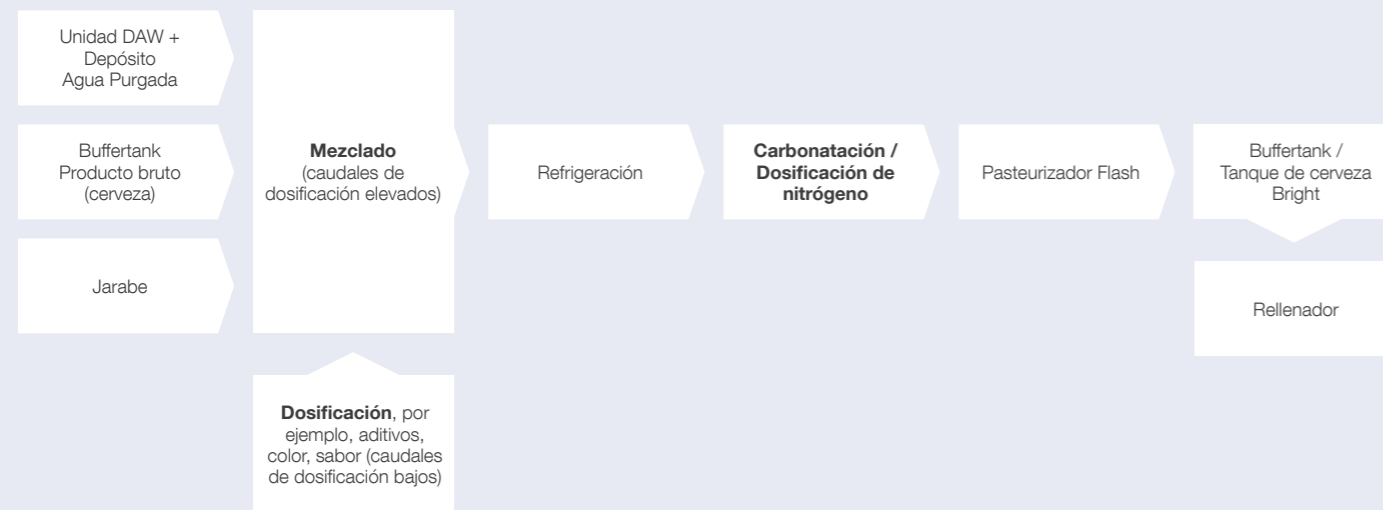 Unidad DAW +
Depósito
Agua Purgada
Buffertank
Producto bruto
(cerveza)
Jarabe
Mezclado
(caudales de
dosificación elevados)
Dosificación, por
ejemplo, aditivos,
color, sabor (caudales
de dosificación bajos)
Refrigeración
Carbonatación /
Dosificación de
nitrógeno
Pasteurizador Flash
Buffertank /
Tanque de cerveza
Bright
Rellenador